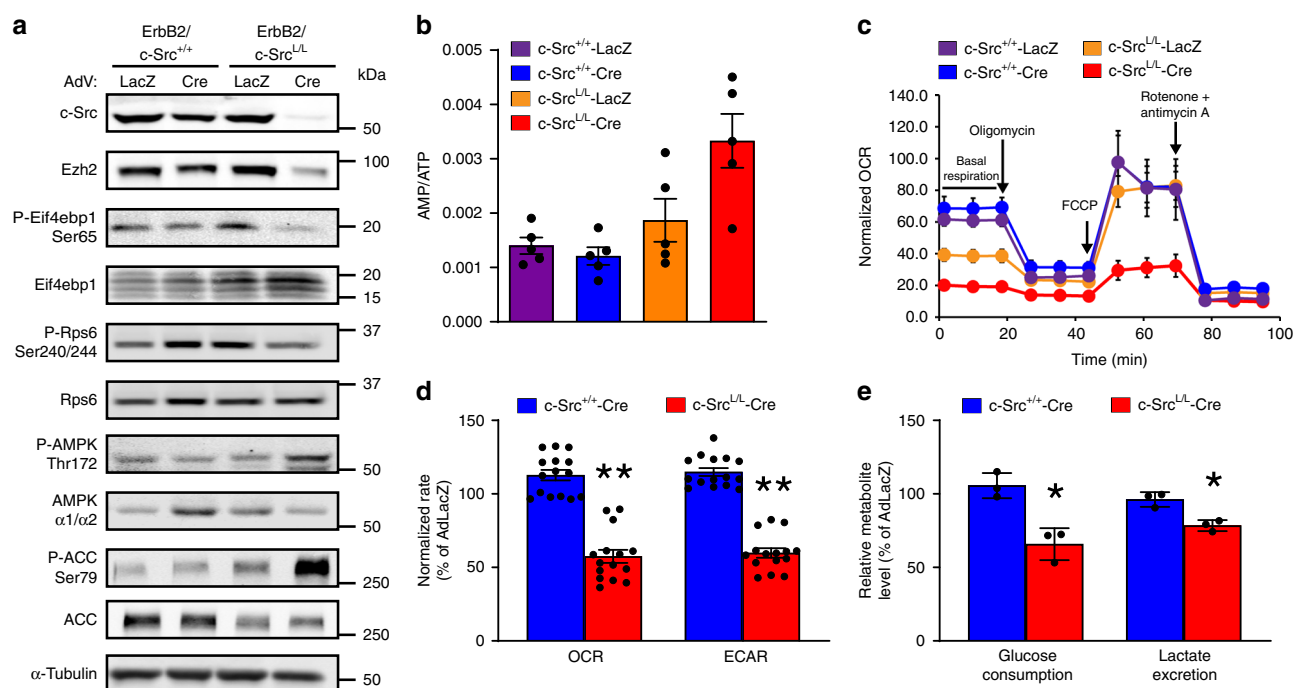 a
ErbB2/ ErbB2/
c-Src+/+ c-SrcL/L
kDa
AdV: LacZ Cre LacZ Cre
c-Src
50
Ezh2
100
P-Eif4ebp1
Ser65
20
Eif4ebp1
20
15
P-Rps6
Ser240/244
37
Rps6
37
P-AMPK
Thr172
50
AMPK
α1/α2
50
P-ACC
Ser79
250
ACC
250
α-Tubulin
50
b
c-Src+/+-LacZ
c-Src+/+-Cre
c-SrcL/L-LacZ
c-SrcL/L-Cre
AMP/ATP
0.005
0.004
0.003
0.002
0.001
0.000
c
c-Src+/+-LacZ c-SrcL/L-LacZ
c-Src+/+-Cre c-SrcL/L-Cre
Normalized OCR
140.0
120.0
100.0
80.0
60.0
40.0
20.0
0.0
Basal
respiration
Oligomycin
FCCP
Rotenone +
antimycin A
0 20 40 60 80 100
Time (min)
d
c-Src+/+-Cre c-SrcL/L-Cre
Normalized rate
(% of AdLacZ)
150
100
50
0
** **
OCR ECAR
e
c-Src+/+-Cre c-SrcL/L-Cre
Relative metabolite
level (% of AdLacZ)
150
100
50
0
* *
Glucose
consumption
Lactate
excretion